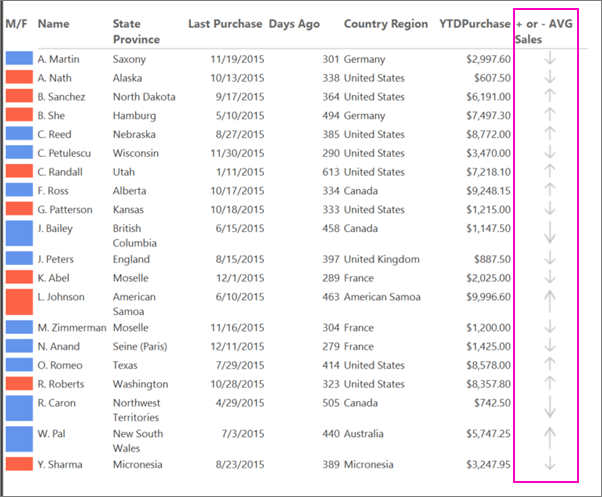 M/F Name State Province Last Purchase Days Ago Country Region YTDPurchase + or - AVG Sales
A. Martin Saxony 11/19/2015 301 Germany $2,997.60 ↓
A. Nath Alaska 10/13/2015 338 United States $607.50 ↓
B. Sanchez North Dakota 9/17/2015 364 United States $6,191.00 ↑
B. She Hamburg 5/10/2015 494 Germany $7,497.30 ↑
C. Reed Nebraska 8/27/2015 385 United States $8,772.00 ↑
C. Petulescu Wisconsin 11/30/2015 290 United States $3,470.00 ↓
C. Randall Utah 1/11/2015 613 United States $7,218.10 ↑
F. Ross Alberta 10/17/2015 334 Canada $9,248.15 ↑
G. Patterson Kansas 10/18/2015 333 United States $1,215.00 ↓
J. Bailey British Columbia 6/15/2015 458 Canada $1,147.50 ↓
J. Peters England 8/15/2015 397 United Kingdom $887.50 ↓
K. Abel Moselle 12/1/2015 289 France $2,025.00 ↓
L. Johnson American Samoa 6/10/2015 463 American Samoa $9,996.60 ↑
M. Zimmerman Moselle 11/16/2015 304 France $1,200.00 ↓
N. Anand Seine (Paris) 12/11/2015 279 France $1,425.00 ↓
O. Romeo Texas 7/29/2015 414 United States $8,578.00 ↑
R. Roberts Washington 10/28/2015 323 United States $8,357.80 ↑
R. Caron Northwest Territories 4/29/2015 505 Canada $742.50 ↓
W. Pal New South Wales 7/3/2015 440 Australia $5,747.25 ↑
Y. Sharma Micronesia 8/23/2015 389 Micronesia $3,247.95 ↓